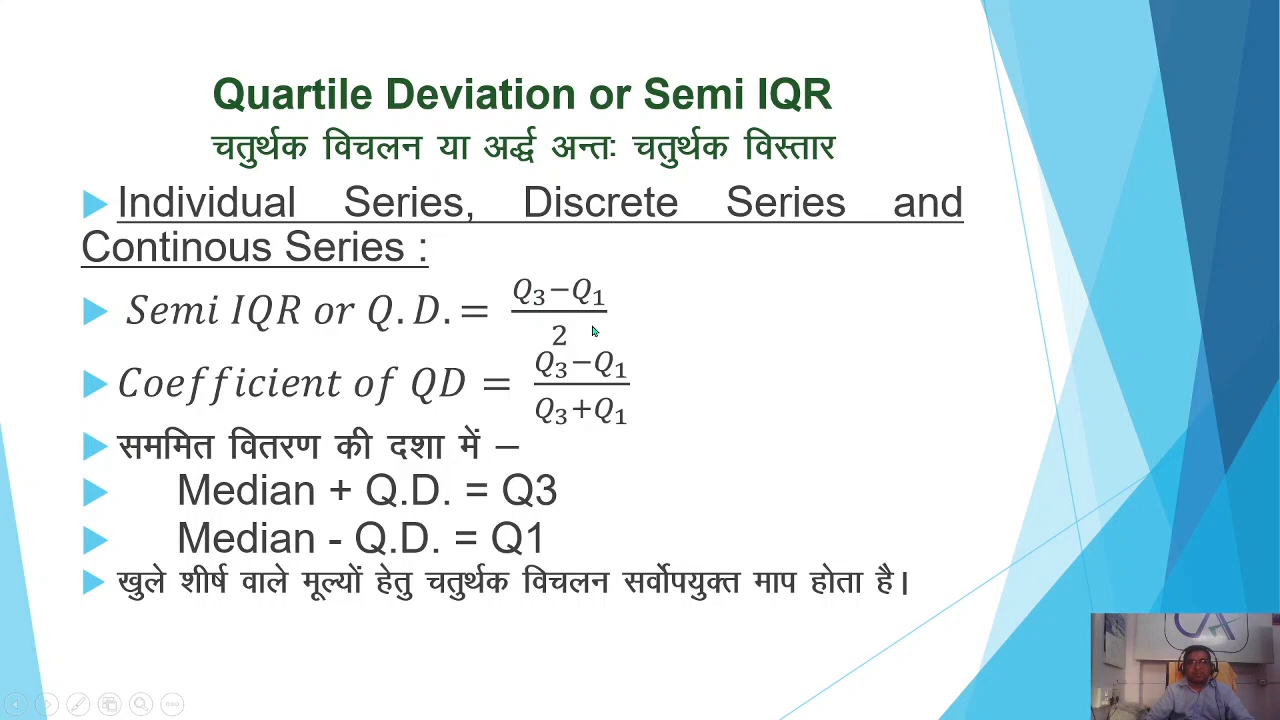 Quartile Deviation or Semi IQR
चतुर्थक विचलन या अर्द्ध अन्तः चतुर्थक विस्तार
Individual Series, Discrete Series and
Continous Series :
Semi IQR or Q.D.= Q₃−Q₁ / 2
Coefficient of QD = Q₃−Q₁ / Q₃+Q₁
सममित वितरण की दशा में –
Median + Q.D. = Q3
Median - Q.D. = Q1
खुले शीर्ष वाले मूल्यों हेतु चतुर्थक विचलन सर्वोपयुक्त माप होता है।
CA